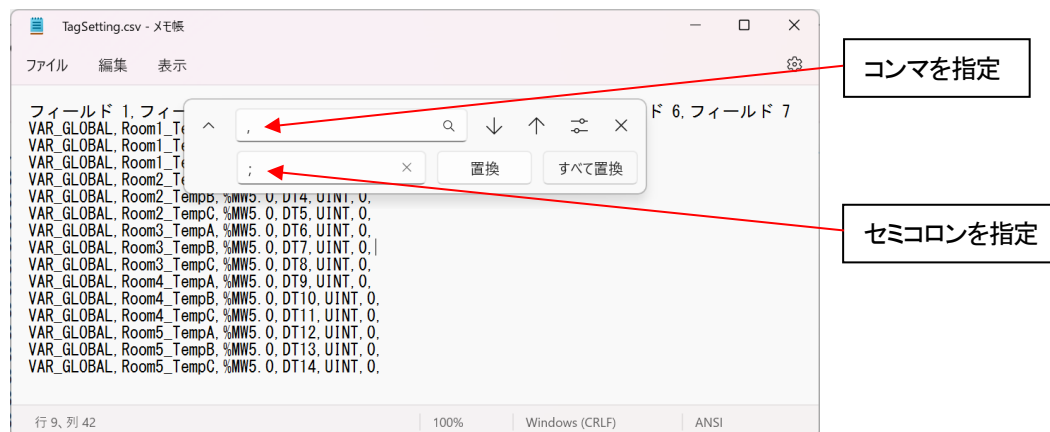 TagSetting.csv - メモ帳
ファイル 編集 表示
コンマを指定
フィールド 1,フィー ド 6,フィールド 7
,
VAR_GLOBAL,Room1_Te
VAR_GLOBAL,Room1_T
VAR_GLOBAL,Room1_Te
; 置換 すべて置換
VAR_GLOBAL,Room2_Te
VAR_GLOBAL,Room2_TempB,%MW5.0,DT4,UINT,0,
VAR_GLOBAL,Room2_TempC,%MW5.0,DT5,UINT,0,
VAR_GLOBAL,Room3_TempA,%MW5.0,DT6,UINT,0,
VAR_GLOBAL,Room3_TempB,%MW5.0,DT7,UINT,0,
セミコロンを指定
VAR_GLOBAL,Room3_TempC,%MW5.0,DT8,UINT,0,
VAR_GLOBAL,Room4_TempA,%MW5.0,DT9,UINT,0,
VAR_GLOBAL,Room4_TempB,%MW5.0,DT10,UINT,0,
VAR_GLOBAL,Room4_TempC,%MW5.0,DT11,UINT,0,
VAR_GLOBAL,Room5_TempA,%MW5.0,DT12,UINT,0,
VAR_GLOBAL,Room5_TempB,%MW5.0,DT13,UINT,0,
VAR_GLOBAL,Room5_TempC,%MW5.0,DT14,UINT,0,
行 9、列 42 100% Windows (CRLF) ANSI